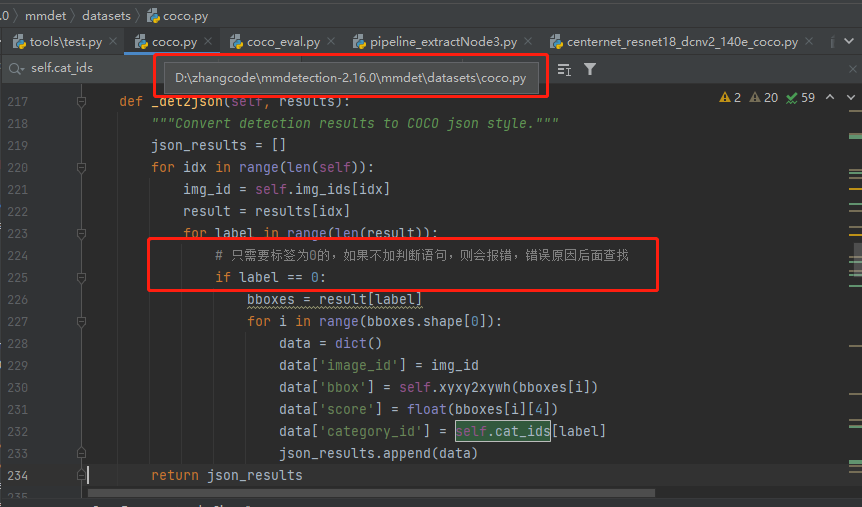 .0 › mmdet › datasets › coco.py
tools\test.py × coco.py × coco_eval.py × pipeline_extractNode3.py × centernet_resnet18_dcnv2_140e_coco.py ×
self.cat_ids
D:\zhangcode\mmdetection-2.16.0\mmdet\datasets\coco.py
217 def _det2json(self, results): 2 20 59
218 """Convert detection results to COCO json style."""
219 json_results = []
220 for idx in range(len(self)):
221 img_id = self.img_ids[idx]
222 result = results[idx]
223 for label in range(len(result)):
224 # 只需要标签为0的，如果不加判断语句，则会报错，错误原因后面查找
225 if label == 0:
226 bboxes = result[label]
227 for i in range(bboxes.shape[0]):
228 data = dict()
229 data['image_id'] = img_id
230 data['bbox'] = self.xyxy2xywh(bboxes[i])
231 data['score'] = float(bboxes[i][4])
232 data['category_id'] = self.cat_ids[label]
233 json_results.append(data)
234 return json_results
235